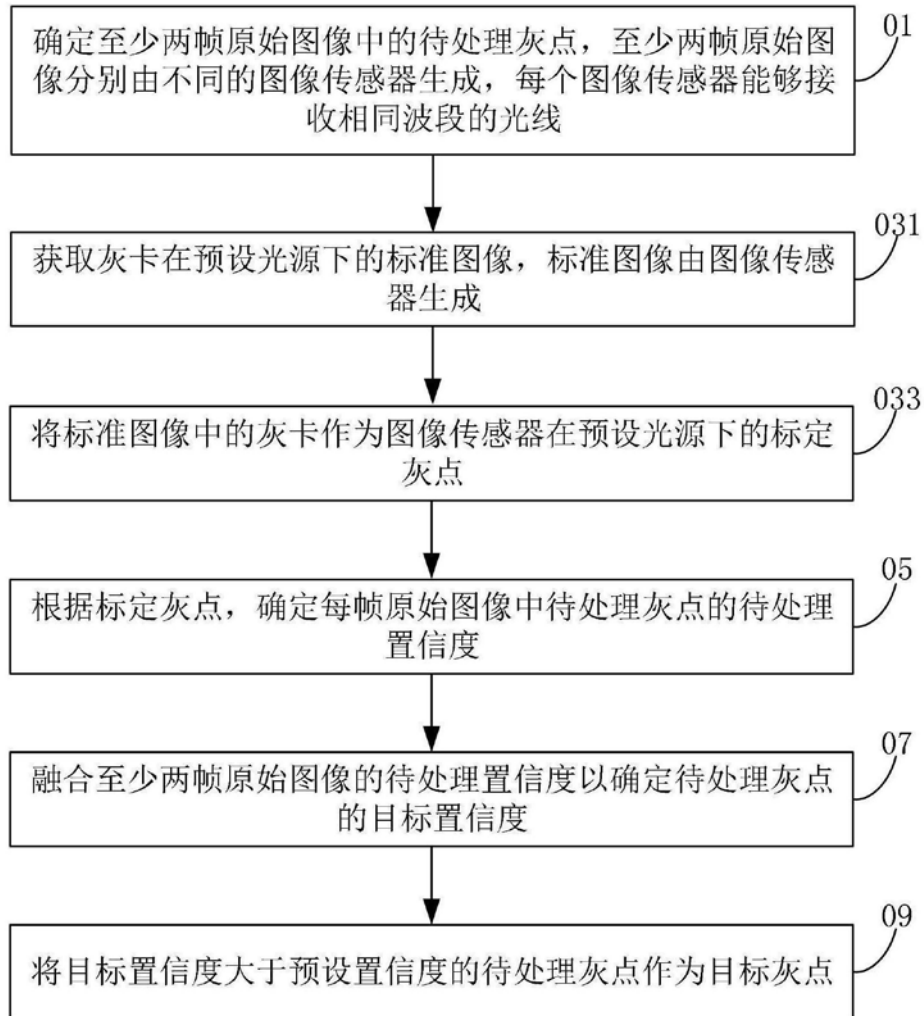 确定至少两帧原始图像中的待处理灰点，至少两帧原始图
像分别由不同的图像传感器生成，每个图像传感器能够接
收相同波段的光线
01
获取灰卡在预设光源下的标准图像，标准图像由图像传感
器生成
031
将标准图像中的灰卡作为图像传感器在预设光源下的标定
灰点
033
根据标定灰点，确定每帧原始图像中待处理灰点的待处理
置信度
05
融合至少两帧原始图像的待处理置信度以确定待处理灰点
的目标置信度
07
将目标置信度大于预设置信度的待处理灰点作为目标灰点
09